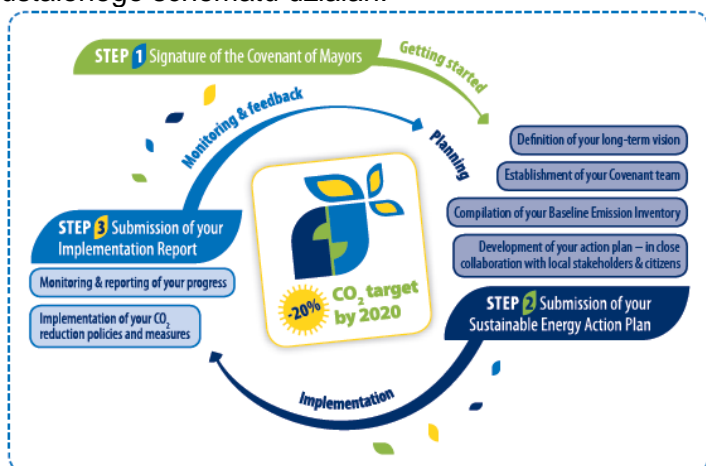 STEP 1 Signature of the Covenant of Mayors
Getting started
Monitoring & feedback
Planning
Definition of your long-term vision
Establishment of your Covenant team
Compilation of your Baseline Emission Inventory
Development of your action plan – in close
collaboration with local stakeholders & citizens
STEP 2 Submission of your
Sustainable Energy Action Plan
Implementation
STEP 3 Submission of your
Implementation Report
Monitoring & reporting of your progress
Implementation of your CO2
reduction policies and measures
-20%
CO2 target
by 2020